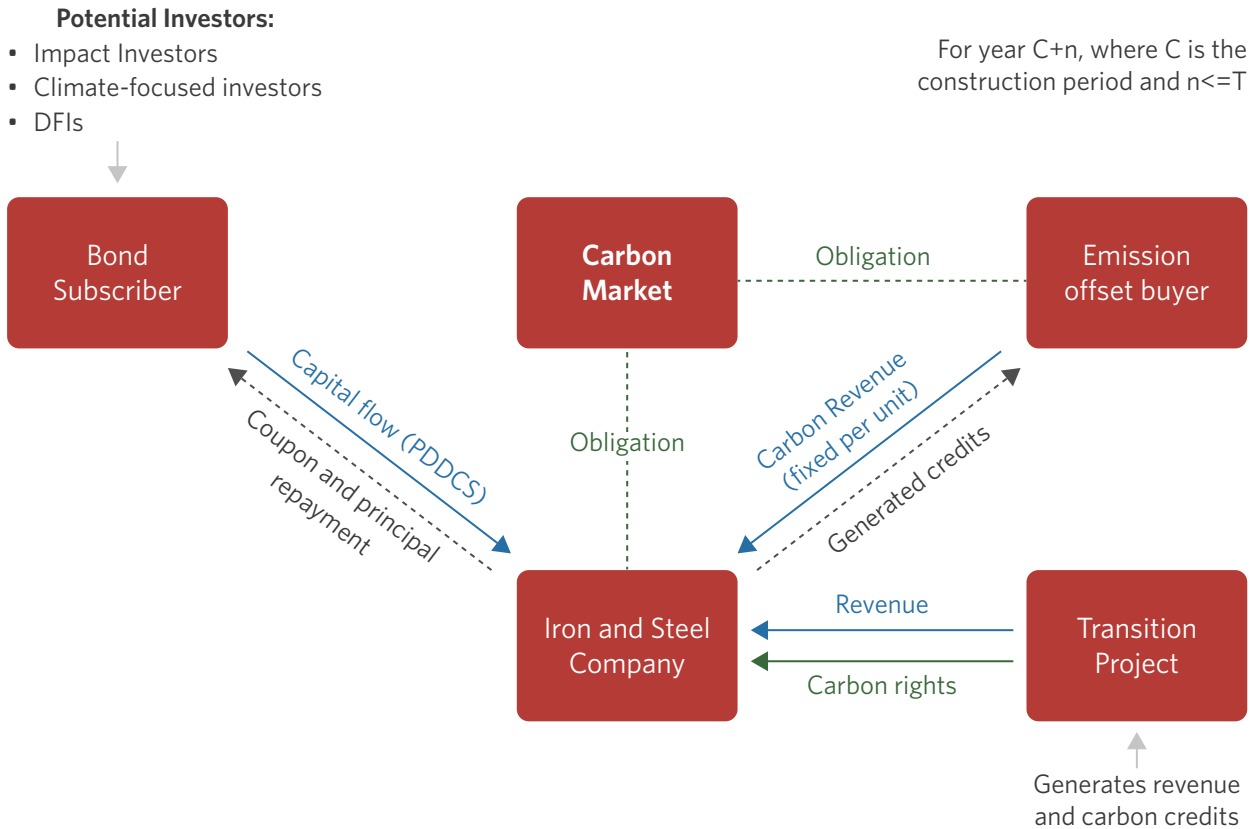 Potential Investors:
• Impact Investors
• Climate-focused investors
• DFIs
For year C+n, where C is the
construction period and n<=T
Bond
Subscriber
Carbon
Market
Obligation
Emission
offset buyer
Capital flow (PDDCS)
Coupon and principal
repayment
Obligation
Carbon Revenue
(fixed per unit)
Generated credits
Iron and Steel
Company
Revenue
Carbon rights
Transition
Project
Generates revenue
and carbon credits